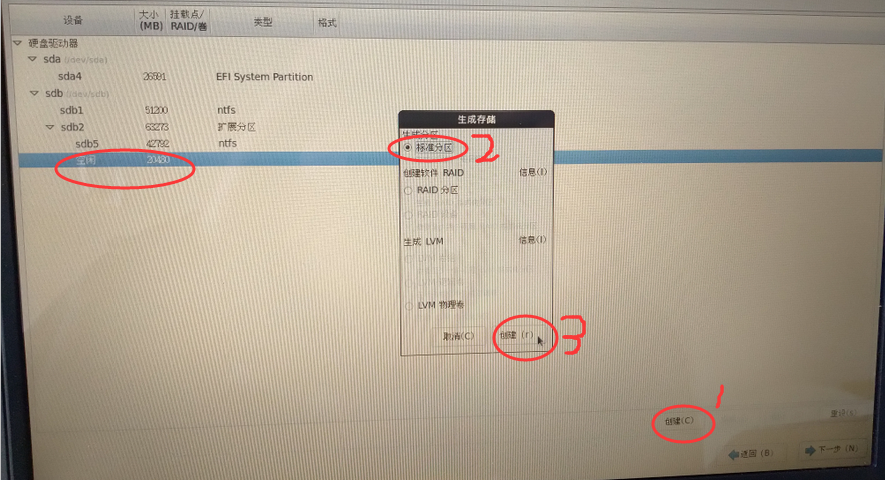 设备 大小 (MB) 挂载点/ RAID/卷 类型 格式
硬盘驱动器
sda (/dev/sda)
sda4 26591 EFI System Partition
sdb (/dev/sdb)
sdb1 51200 ntfs
sdb2 63273 扩展分区
sdb5 42792 ntfs
空闲 20480
生成存储
生成分区
标准分区
2
创建软件 RAID 信息(I)
RAID 分区
生成 LVM 信息(I)
LVM 物理卷
取消(C) 创建 (r)
3
1
创建(C) 重设(s)
返回 (B) 下一步 (N)